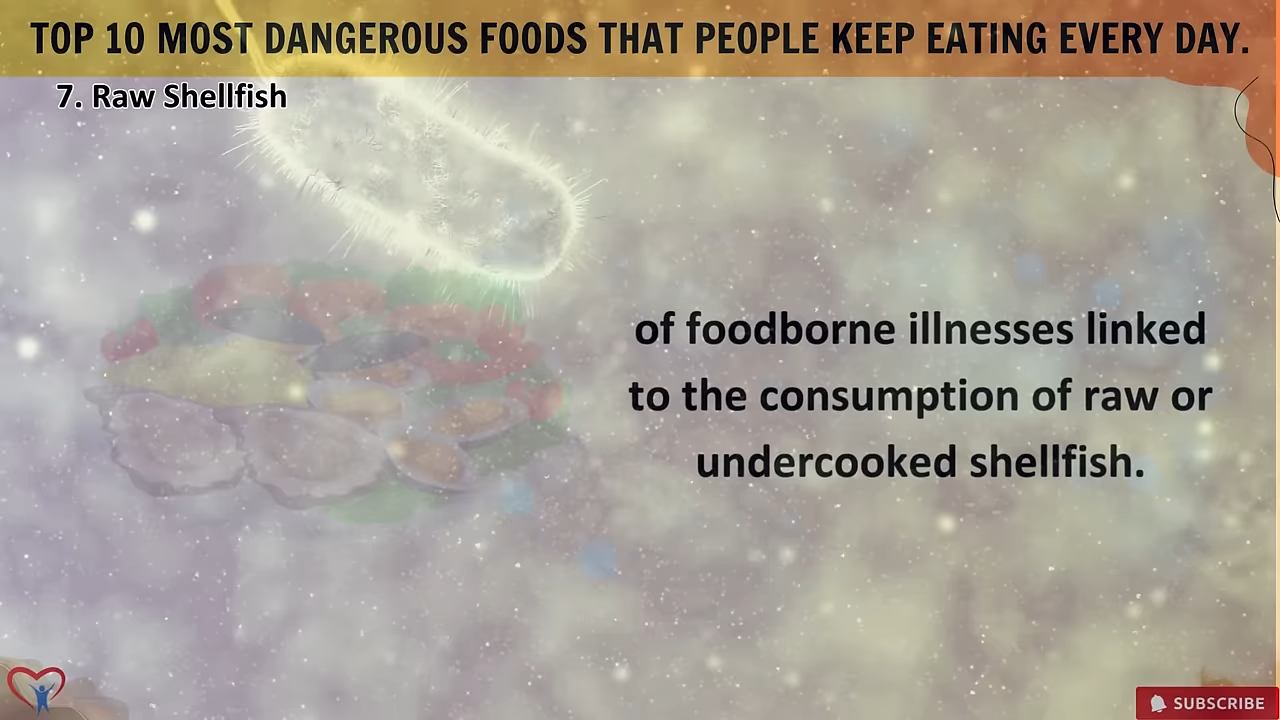 TOP 10 MOST DANGEROUS FOODS THAT PEOPLE KEEP EATING EVERY DAY.
7. Raw Shellfish
of foodborne illnesses linked
to the consumption of raw or
undercooked shellfish.
SUBSCRIBE